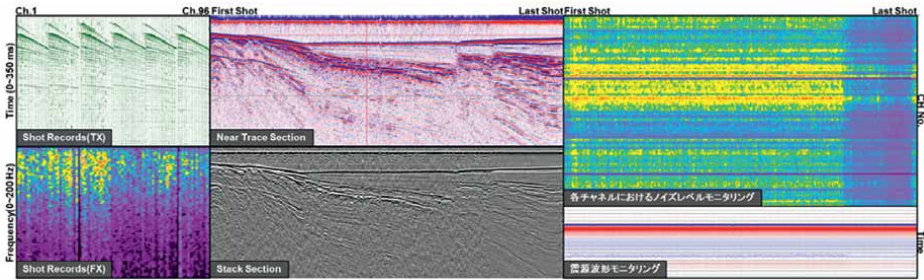 Ch.1
Ch.96
First Shot
Last Shot
First Shot
Last Shot
Time (0~350 ms)
Shot Records(TX)
Near Trace Section
CH No.
Frequency(0~200 Hz)
Shot Records(FX)
Stack Section
各チャネルにおけるノイズレベルモニタリング
Time
震源波形モニタリング